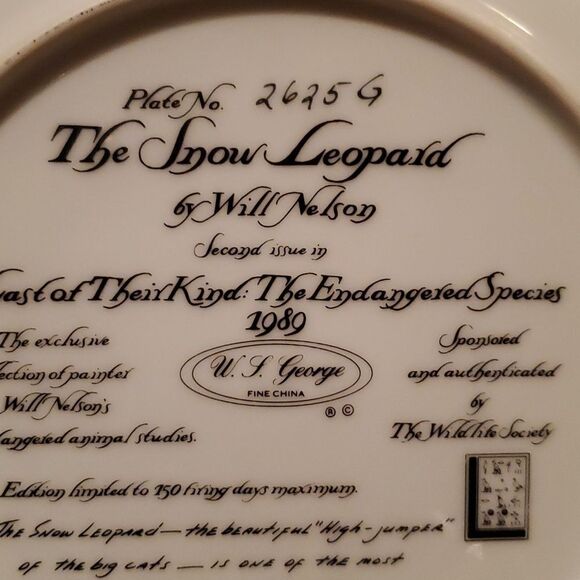 Plate No. 2625G
The Snow Leopard
by Will Nelson
Second issue in
ast of Their Kind: The Endangered Species
1989
The exclusive
ection of painter
Will Nelson's
angered animal studies.
W. S. George
FINE CHINA
® ©
Sponsored
and authenticated
by
The Wildlife Society
Edition limited to 150 firing days maximum.
The Snow Leopard — the beautiful "High-jumper"
of the big cats — is one of the most